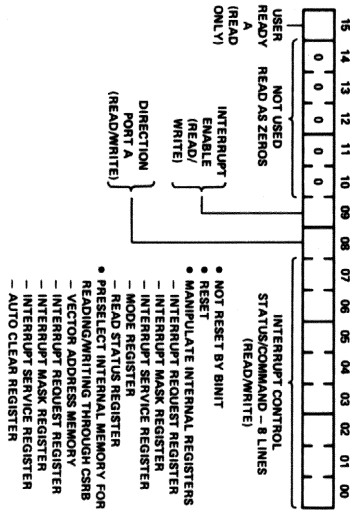 15 14 13 12 11 10 09 08 07 06 05 04 03 02 01 00
0 0 0 0 0
USER
READY
A
(READ
ONLY)
NOT USED
READ AS ZEROS
INTERRUPT
ENABLE
(READ/
WRITE)
DIRECTION
PORT A
(READ/WRITE)
INTERRUPT CONTROL
STATUS/COMMAND – 8 LINES
(READ/WRITE)
• NOT RESET BY BINIT
• RESET
• MANIPULATE INTERNAL REGISTERS
– INTERRUPT REQUEST REGISTER
– INTERRUPT MASK REGISTER
– INTERRUPT SERVICE REGISTER
– MODE REGISTER
– READ STATUS REGISTER
• PRESELECT INTERNAL MEMORY FOR
READING/WRITING THROUGH CSRB
– VECTOR ADDRESS MEMORY
– INTERRUPT REQUEST REGISTER
– INTERRUPT MASK REGISTER
– INTERRUPT SERVICE REGISTER
– AUTO CLEAR REGISTER